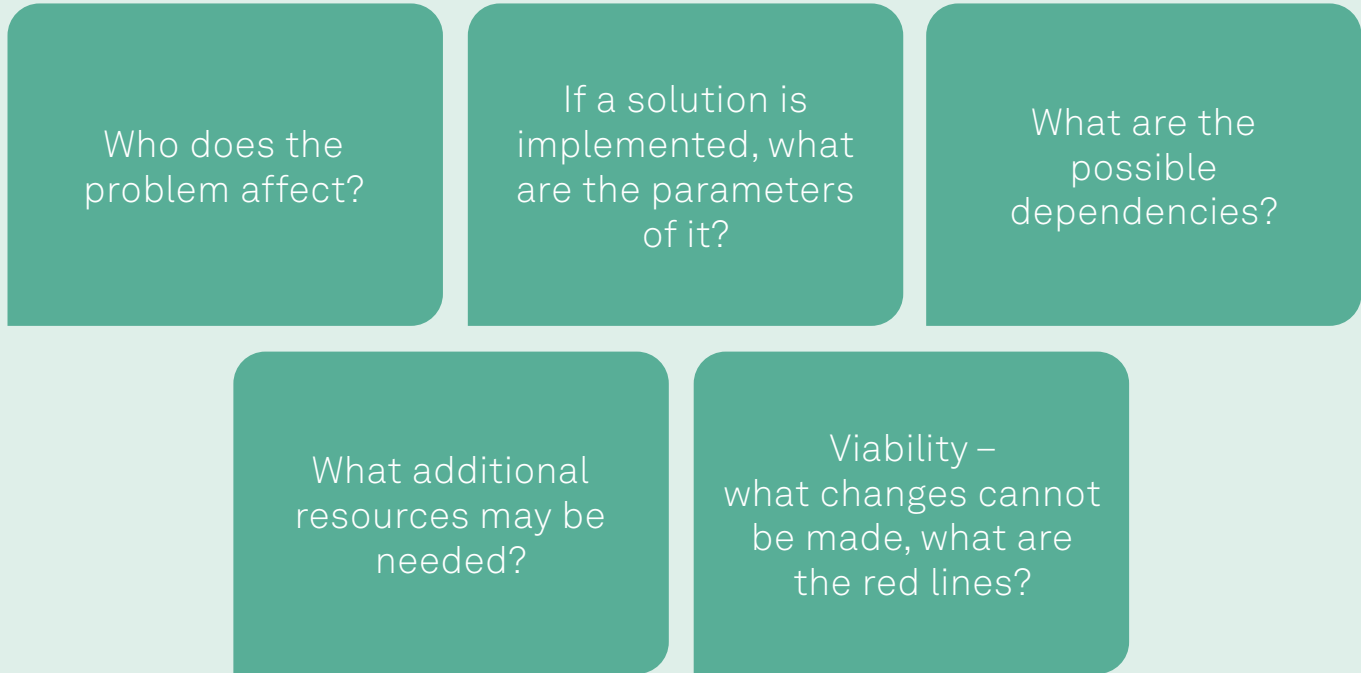 Who does the
problem affect?
If a solution is
implemented, what
are the parameters
of it?
What are the
possible
dependencies?
What additional
resources may be
needed?
Viability –
what changes cannot
be made, what are
the red lines?